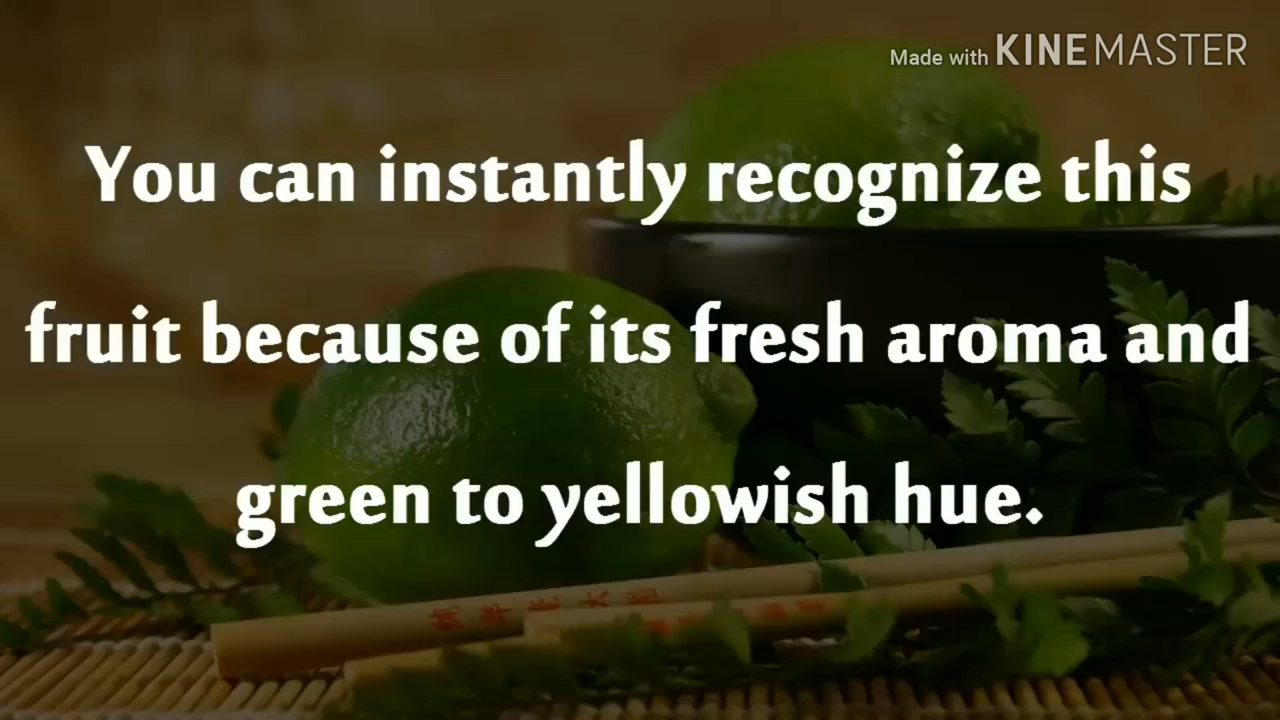 Made with KINEMASTER
You can instantly recognize this
fruit because of its fresh aroma and
green to yellowish hue.